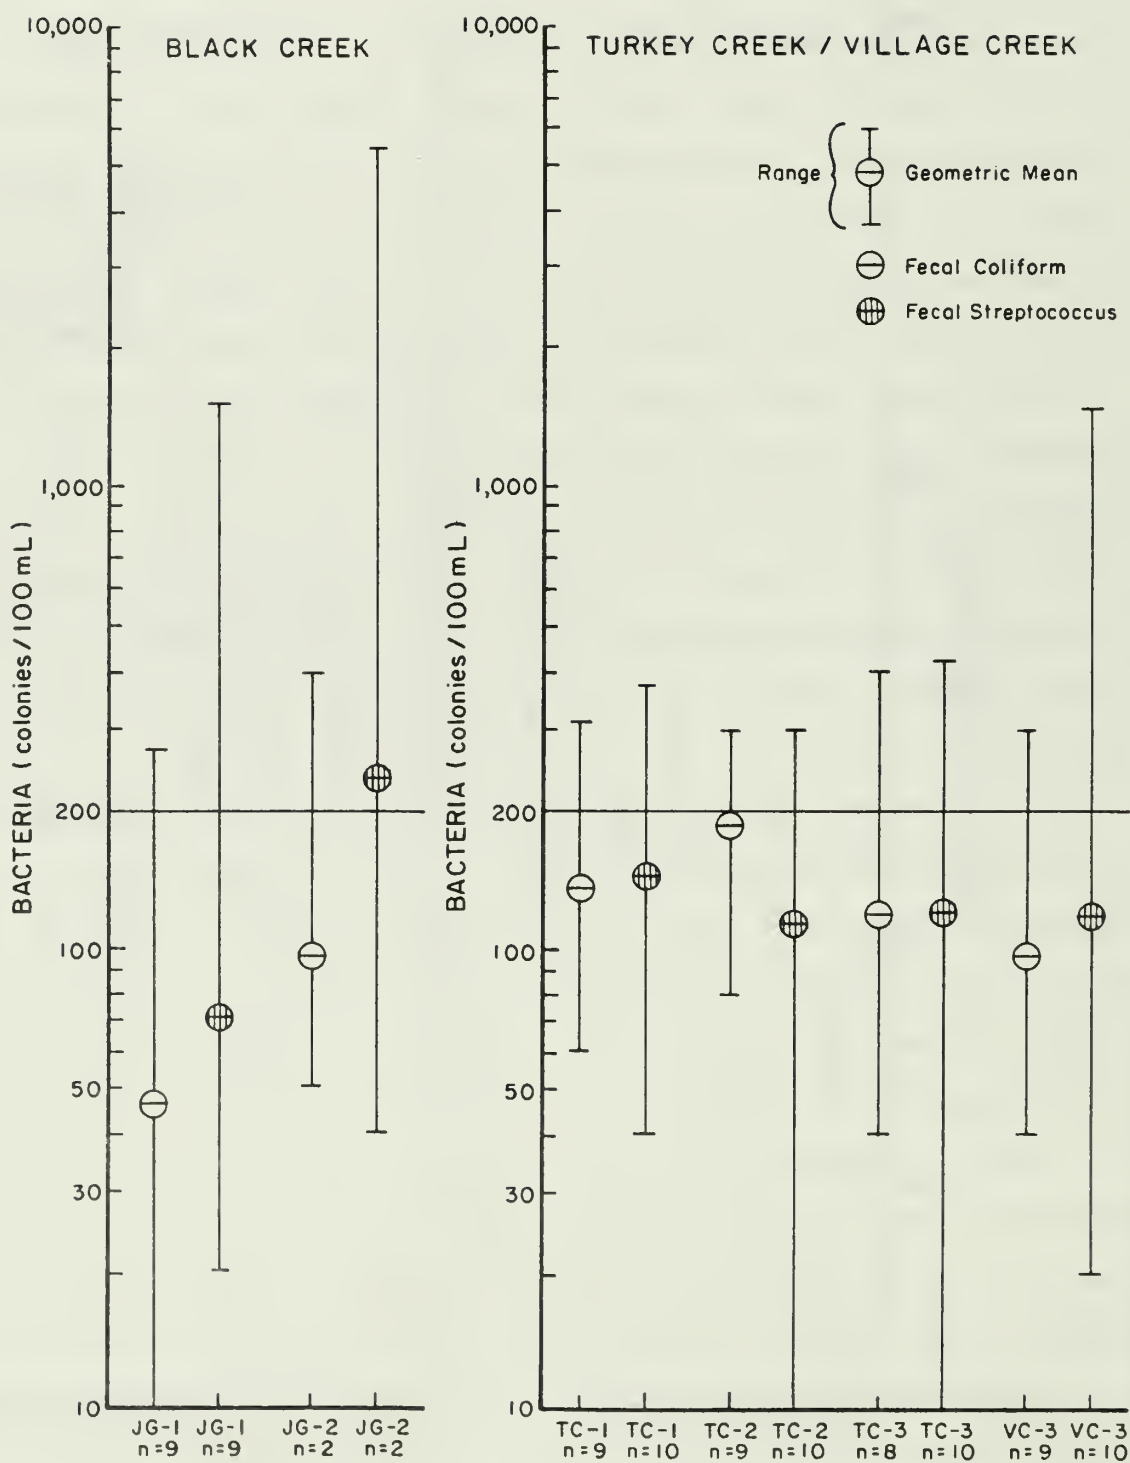 BLACK CREEK
10,000
1,000
200
100
50
30
10
BACTERIA (colonies/100mL)
JG-1 JG-1 JG-2 JG-2
n=9 n=9 n=2 n=2
TURKEY CREEK / VILLAGE CREEK
Range
Geometric Mean
Fecal Coliform
Fecal Streptococcus
10,000
1,000
200
100
50
30
10
BACTERIA (colonies/100mL)
TC-1 TC-1 TC-2 TC-2 TC-3 TC-3 VC-3 VC-3
n=9 n=10 n=9 n=10 n=8 n=10 n=9 n=10